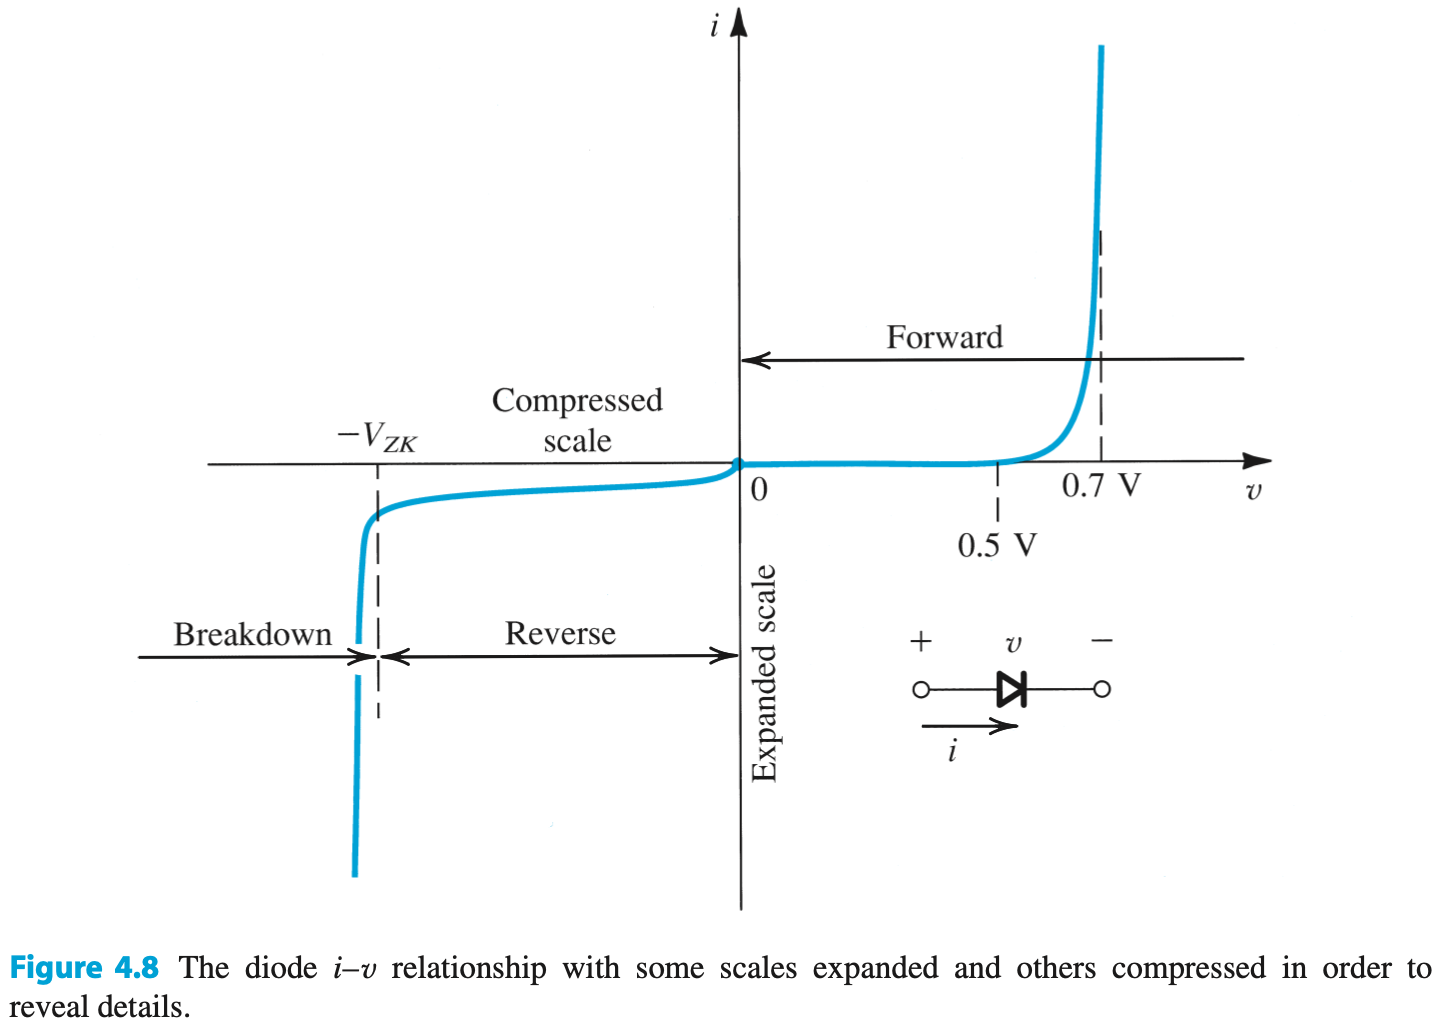 i
Forward
Compressed
scale
−V_ZK
0
0.7 V
v
0.5 V
Expanded scale
Breakdown
Reverse
+ v −
i
Figure 4.8 The diode i–v relationship with some scales expanded and others compressed in order to
reveal details.